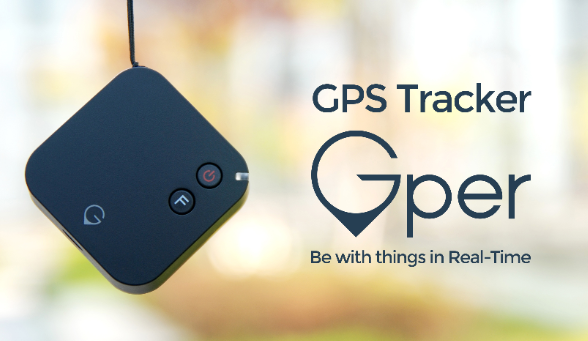 GPS Tracker
Gper
Be with things in Real-Time
F